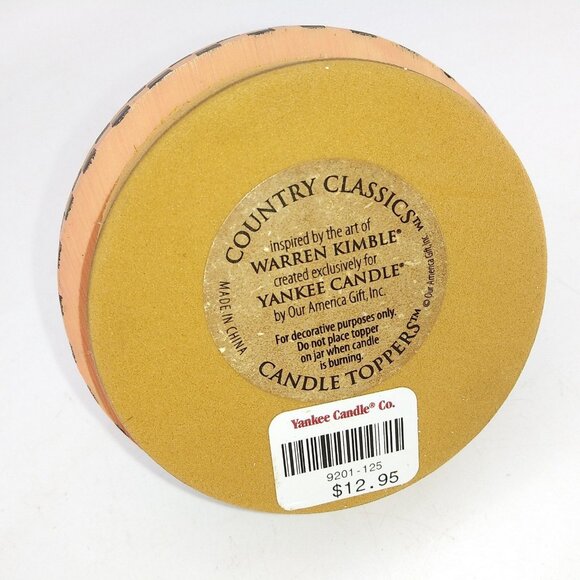 COUNTRY CLASSICS™
inspired by the art of
WARREN KIMBLE®
created exclusively for
YANKEE CANDLE®
by Our America Gift, Inc.
For decorative purposes only.
Do not place topper
on jar when candle
is burning.
CANDLE TOPPERS™
MADE IN CHINA
© Our America Gift, Inc.
Yankee Candle® Co.
9201-125
$12.95